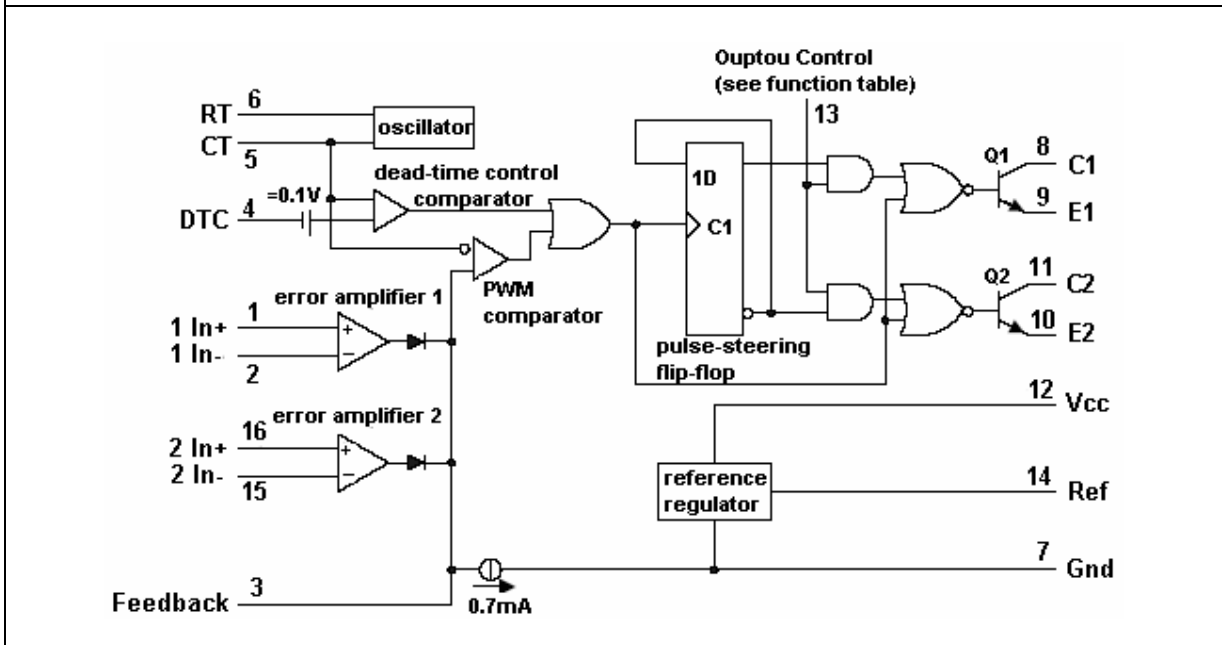 Ouptou Control
(see function table)
13
RT 6
CT 5
oscillator
dead-time control
comparator
=0.1V
DTC 4
1D
C1
Q1
8 C1
9 E1
Q2
11 C2
10 E2
PWM
comparator
error amplifier 1
1 In+ 1
1 In- 2
pulse-steering
flip-flop
error amplifier 2
2 In+ 16
2 In- 15
12 Vcc
reference
regulator
14 Ref
7 Gnd
0.7mA
Feedback 3